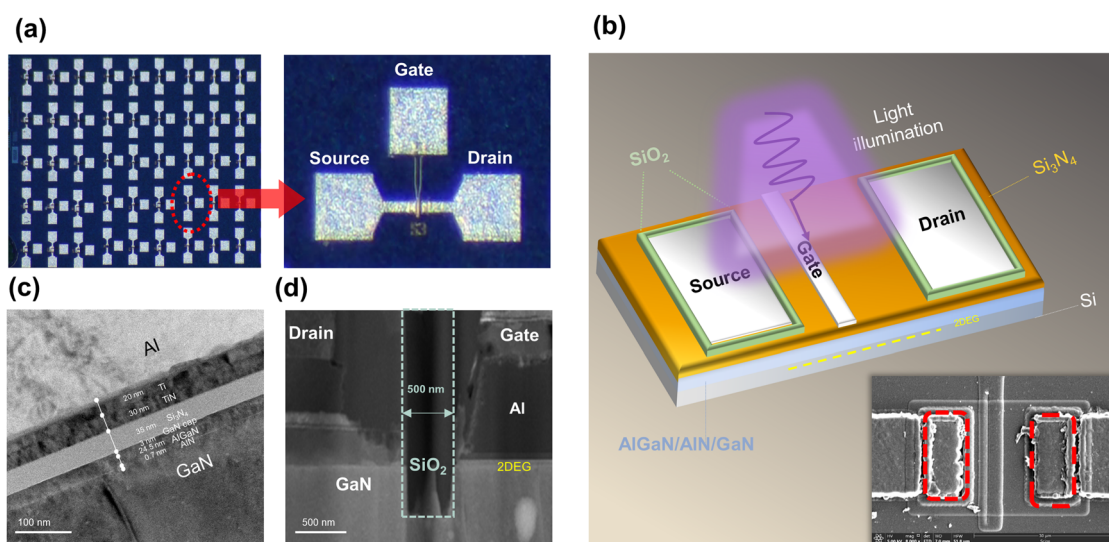 (a)
Gate
Source
Drain
(b)
Light
illumination
SiO2
Si3N4
Drain
Source
Gate
Si
2DEG
AlGaN/AlN/GaN
(c)
Al
20 nm Ti
30 nm TiN
35 nm Si3N4
3 nm GaN cap
24.5 nm AlGaN
0.7 nm AlN
GaN
100 nm
(d)
Drain
Gate
500 nm
Al
SiO2
2DEG
GaN
500 nm